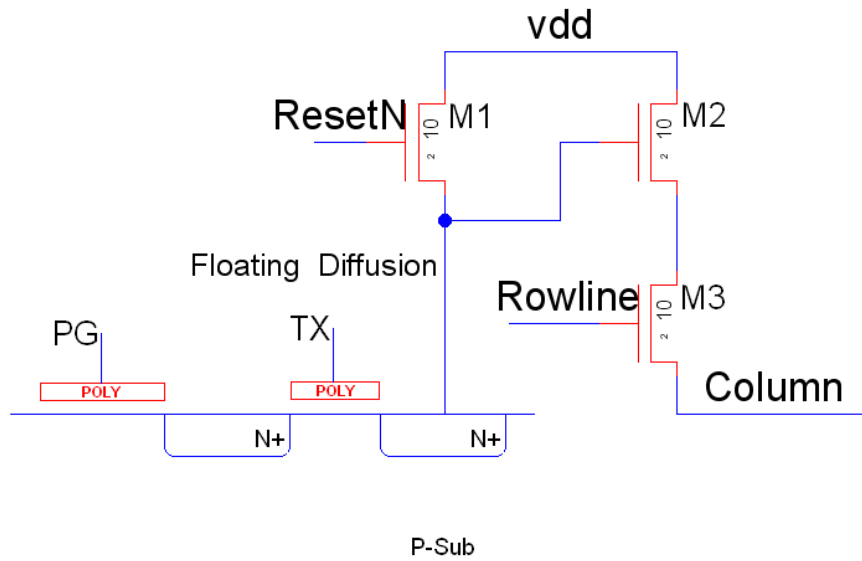 vdd
ResetN
M1
10
2
M2
10
2
Floating Diffusion
Rowline
M3
10
2
PG
TX
POLY
POLY
Column
N+
N+
P-Sub